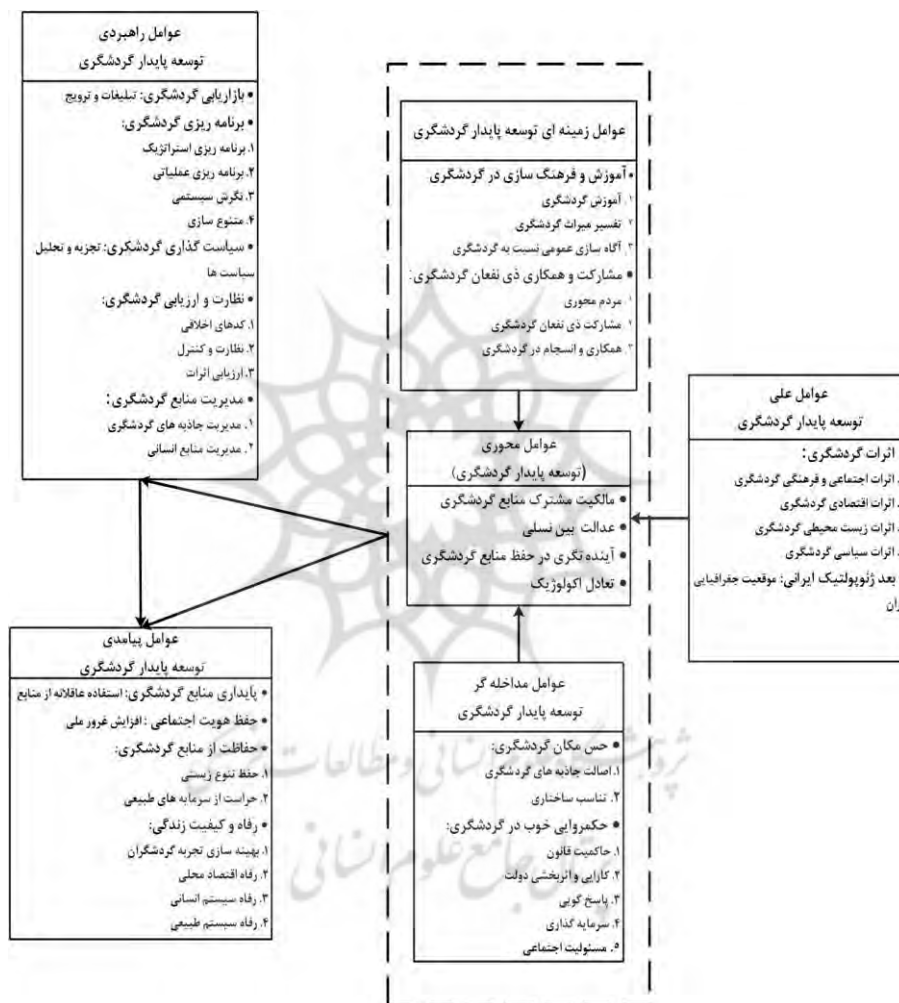 عوامل راهبردی
توسعه پایدار گردشگری
• بازاریابی گردشگری: تبلیغات و ترویج
• برنامه ریزی گردشگری:
۱. برنامه ریزی استراتژیک
۲. برنامه ریزی عملیاتی
۳. نگرش سیستمی
۴. متنوع سازی
• سیاست گذاری گردشگری: تجزیه و تحلیل
سیاست ها
• نظارت و ارزیابی گردشگری:
۱. کدهای اخلاقی
۲. نظارت و کنترل
۳. ارزیابی اثرات
• مدیریت منابع گردشگری:
۱. مدیریت جاذبه های گردشگری
۲. مدیریت منابع انسانی
عوامل زمینه ای توسعه پایدار گردشگری
• آموزش و فرهنگ سازی در گردشگری
۱ آموزش گردشگری
۲ تفسیر میراث گردشگری
۳ آگاه سازی عمومی نسبت به گردشگری
• مشارکت و همکاری ذی نفعان گردشگری:
۱ مردم محوری
۲ مشارکت ذی نفعان گردشگری
۳. همکاری و انسجام در گردشگری
عوامل علی
توسعه پایدار گردشگری
اثرات گردشگری:
. اثرات اجتماعی و فرهنگی گردشگری
. اثرات اقتصادی گردشگری
. اثرات زیست محیطی گردشگری
. اثرات سیاسی گردشگری
بعد ژئوپولتیک ایرانی: موقعیت جغرافیایی
عوامل محوری
(توسعه پایدار گردشگری)
• مالکیت مشترک منابع گردشگری
• عدالت بین نسلی
• آینده نگری در حفظ منابع گردشگری
• تعادل اکولوژیک
عوامل پیامدی
توسعه پایدار گردشگری
• پایداری منابع گردشگری: استفاده عاقلانه از منابع
• حفظ هویت اجتماعی : افزایش غرور ملی
• حفاظت از منابع گردشگری:
۱. حفظ تنوع زیستی
۲. حراست از سرمایه های طبیعی
• رفاه و کیفیت زندگی:
۱. بهینه سازی تجربه گردشگران
۲. رفاه اقتصاد محلی
۳. رفاه سیستم انسانی
۴. رفاه سیستم طبیعی
عوامل مداخله گر
توسعه پایدار گردشگری
• حس مکان گردشگری:
۱. اصالت جاذبه های گردشگری
۲. تناسب ساختاری
• حکمروایی خوب در گردشگری:
۱. حاکمیت قانون
۲. کارایی و اثربخشی دولت
۳. پاسخ گویی
۴. سرمایه گذاری
۵. مسئولیت اجتماعی
پژوهشگاه علوم انسانی و مطالعات فرهنگی
پرتال جامع علوم انسانی